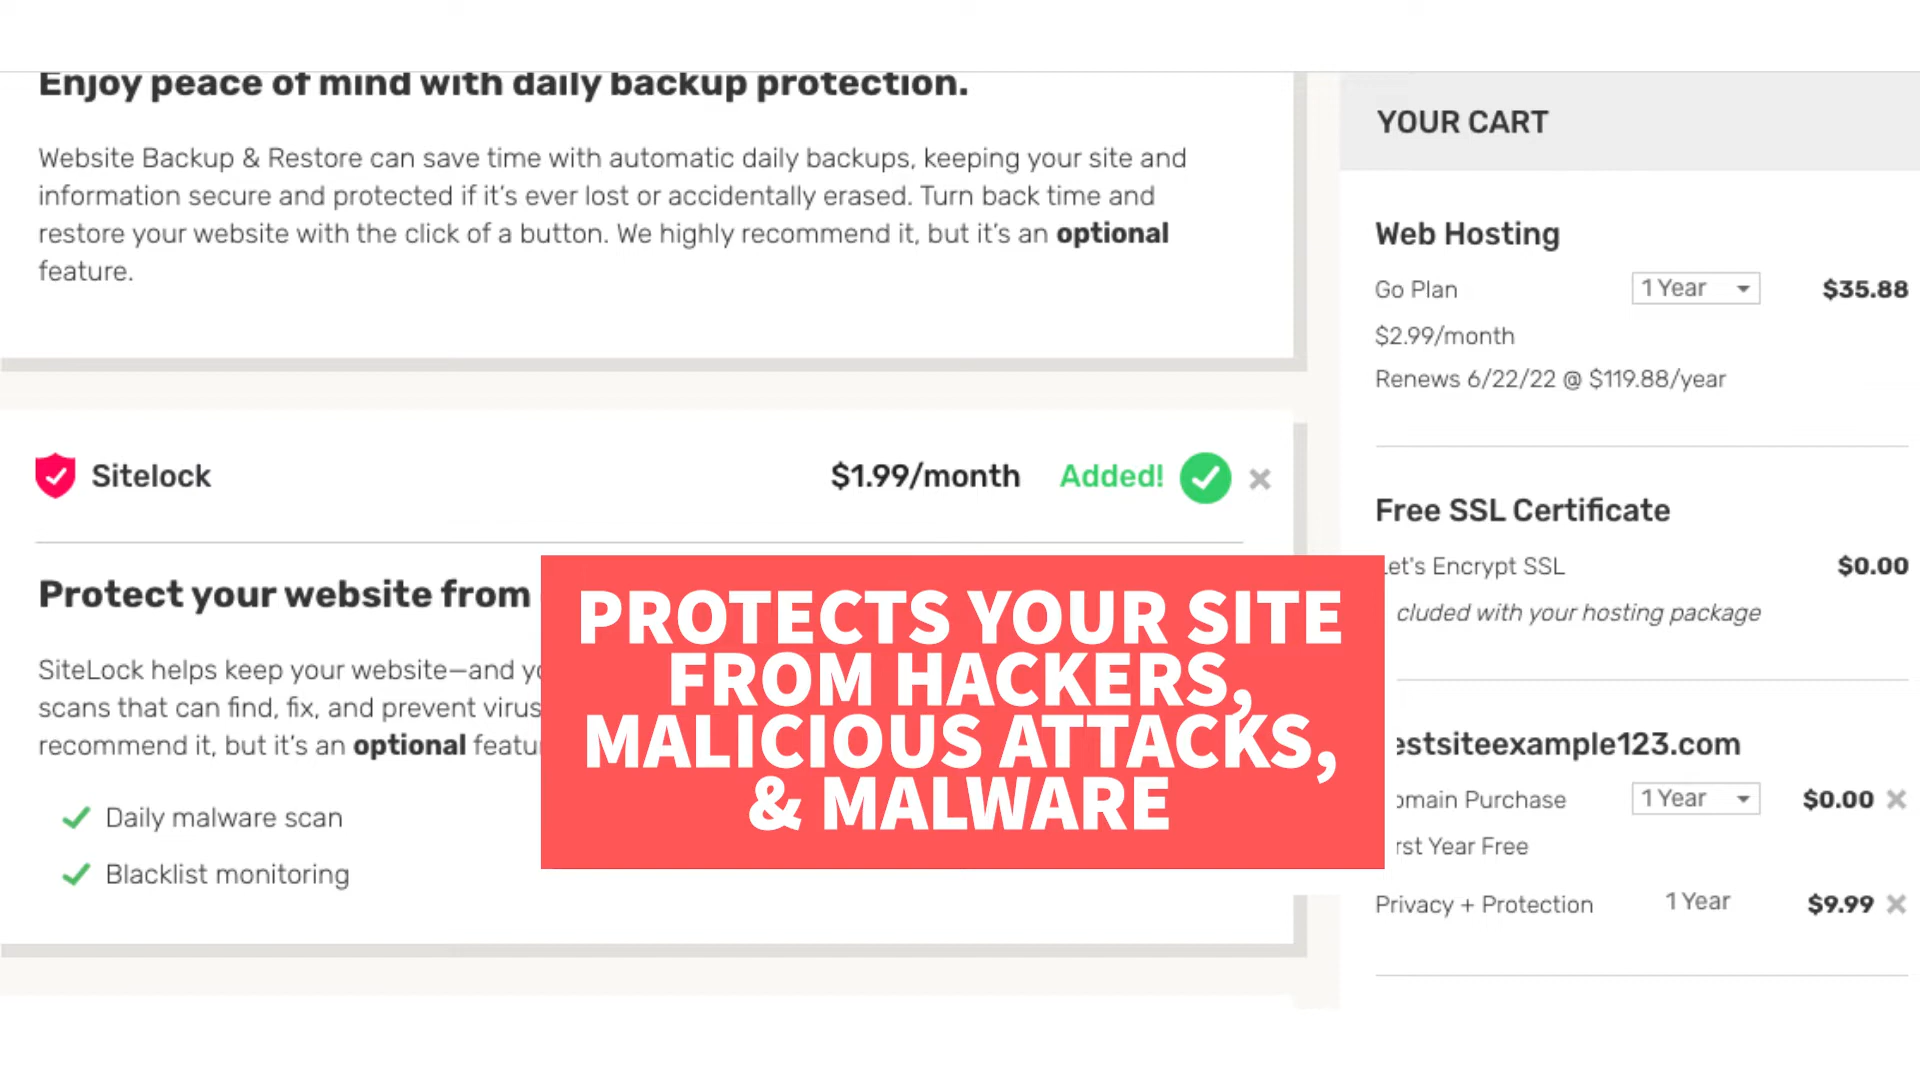 Enjoy peace of mind with daily backup protection.
Website Backup & Restore can save time with automatic daily backups, keeping your site and
information secure and protected if it's ever lost or accidentally erased. Turn back time and
restore your website with the click of a button. We highly recommend it, but it's an optional
feature.
Sitelock $1.99/month Added!
Protect your website from
SiteLock helps keep your website—and
scans that can find, fix, and prevent
recommend it, but it's an optional
Daily malware scan
Blacklist monitoring
PROTECTS YOUR SITE
FROM HACKERS,
MALICIOUS ATTACKS,
& MALWARE
YOUR CART
Web Hosting
Go Plan 1 Year $35.88
$2.99/month
Renews 6/22/22 @ $119.88/year
Free SSL Certificate
Encrypt SSL $0.00
with your hosting package
estsiteexample123.com
Purchase 1 Year $0.00
Year Free
Privacy + Protection 1 Year $9.99